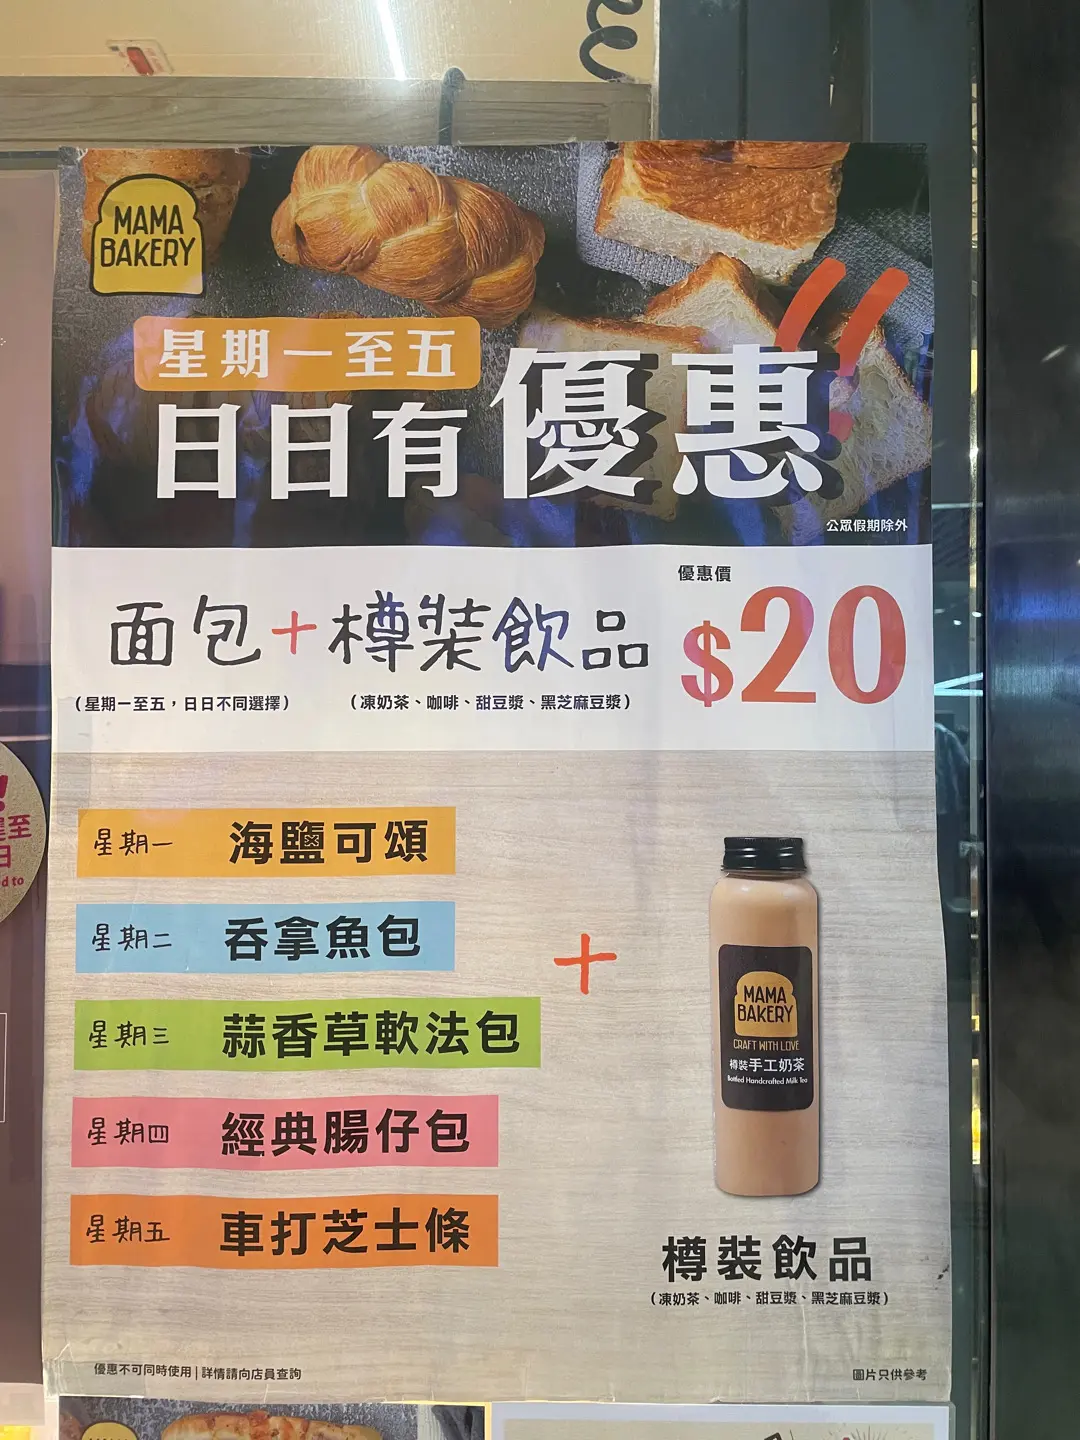 MAMA
BAKERY
星期一至五
日日有優惠
公眾假期除外
面包+樽裝飲品
優惠價
$20
(星期一至五，日日不同選擇)
(凍奶茶、咖啡、甜豆漿、黑芝麻豆漿)
星期一 海鹽可頌
星期二 吞拿魚包
星期三 蒜香草軟法包
星期四 經典腸仔包
星期五 車打芝士條
+
MAMA
BAKERY
CRAFT WITH LOVE
樽裝手工奶茶
Bottled Handcrafted Milk Tea
樽裝飲品
(凍奶茶、咖啡、甜豆漿、黑芝麻豆漿)
優惠不可同時使用 | 詳情請向店員查詢
圖片只供參考
至
日
d to